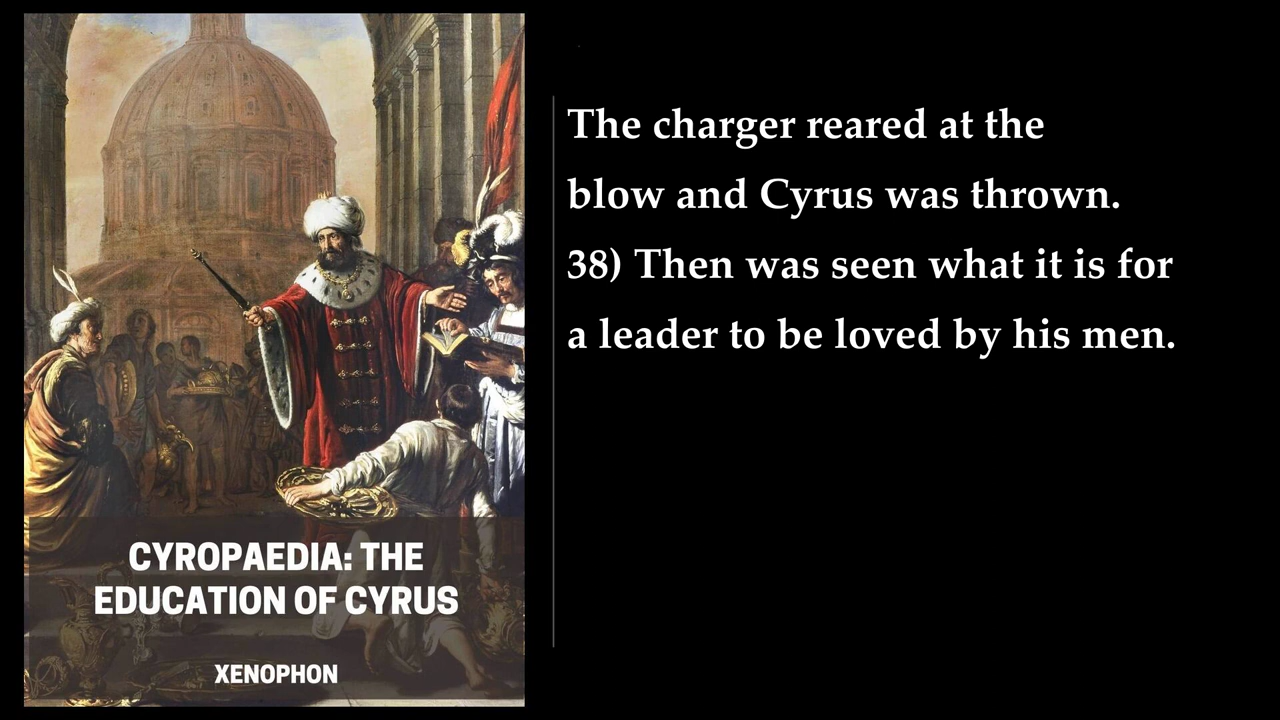 CYROPAEDIA: THE
EDUCATION OF CYRUS
XENOPHON
The charger reared at the
blow and Cyrus was thrown.
38) Then was seen what it is for
a leader to be loved by his men.